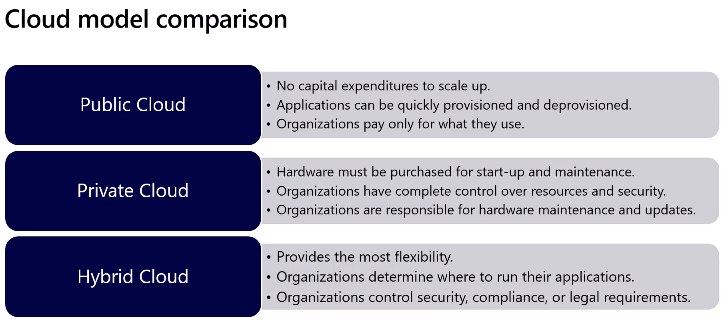 Cloud model comparison
Public Cloud
• No capital expenditures to scale up.
• Applications can be quickly provisioned and deprovisioned.
• Organizations pay only for what they use.
Private Cloud
• Hardware must be purchased for start-up and maintenance.
• Organizations have complete control over resources and security.
• Organizations are responsible for hardware maintenance and updates.
Hybrid Cloud
• Provides the most flexibility.
• Organizations determine where to run their applications.
• Organizations control security, compliance, or legal requirements.